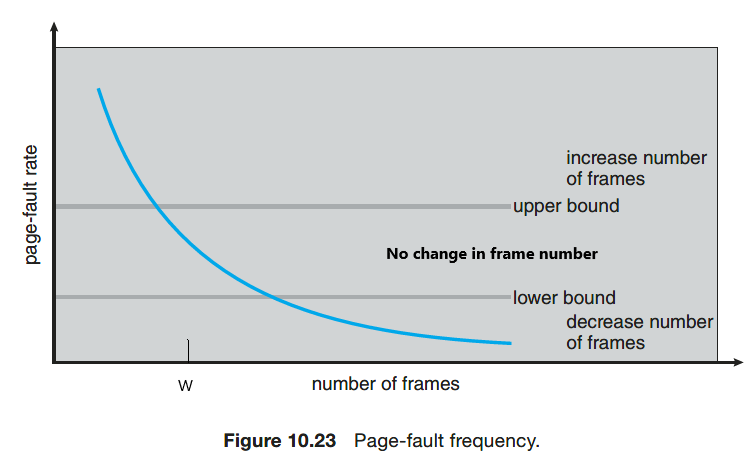 page-fault rate
increase number
of frames
upper bound
No change in frame number
lower bound
decrease number
of frames
W
number of frames
Figure 10.23 Page-fault frequency.